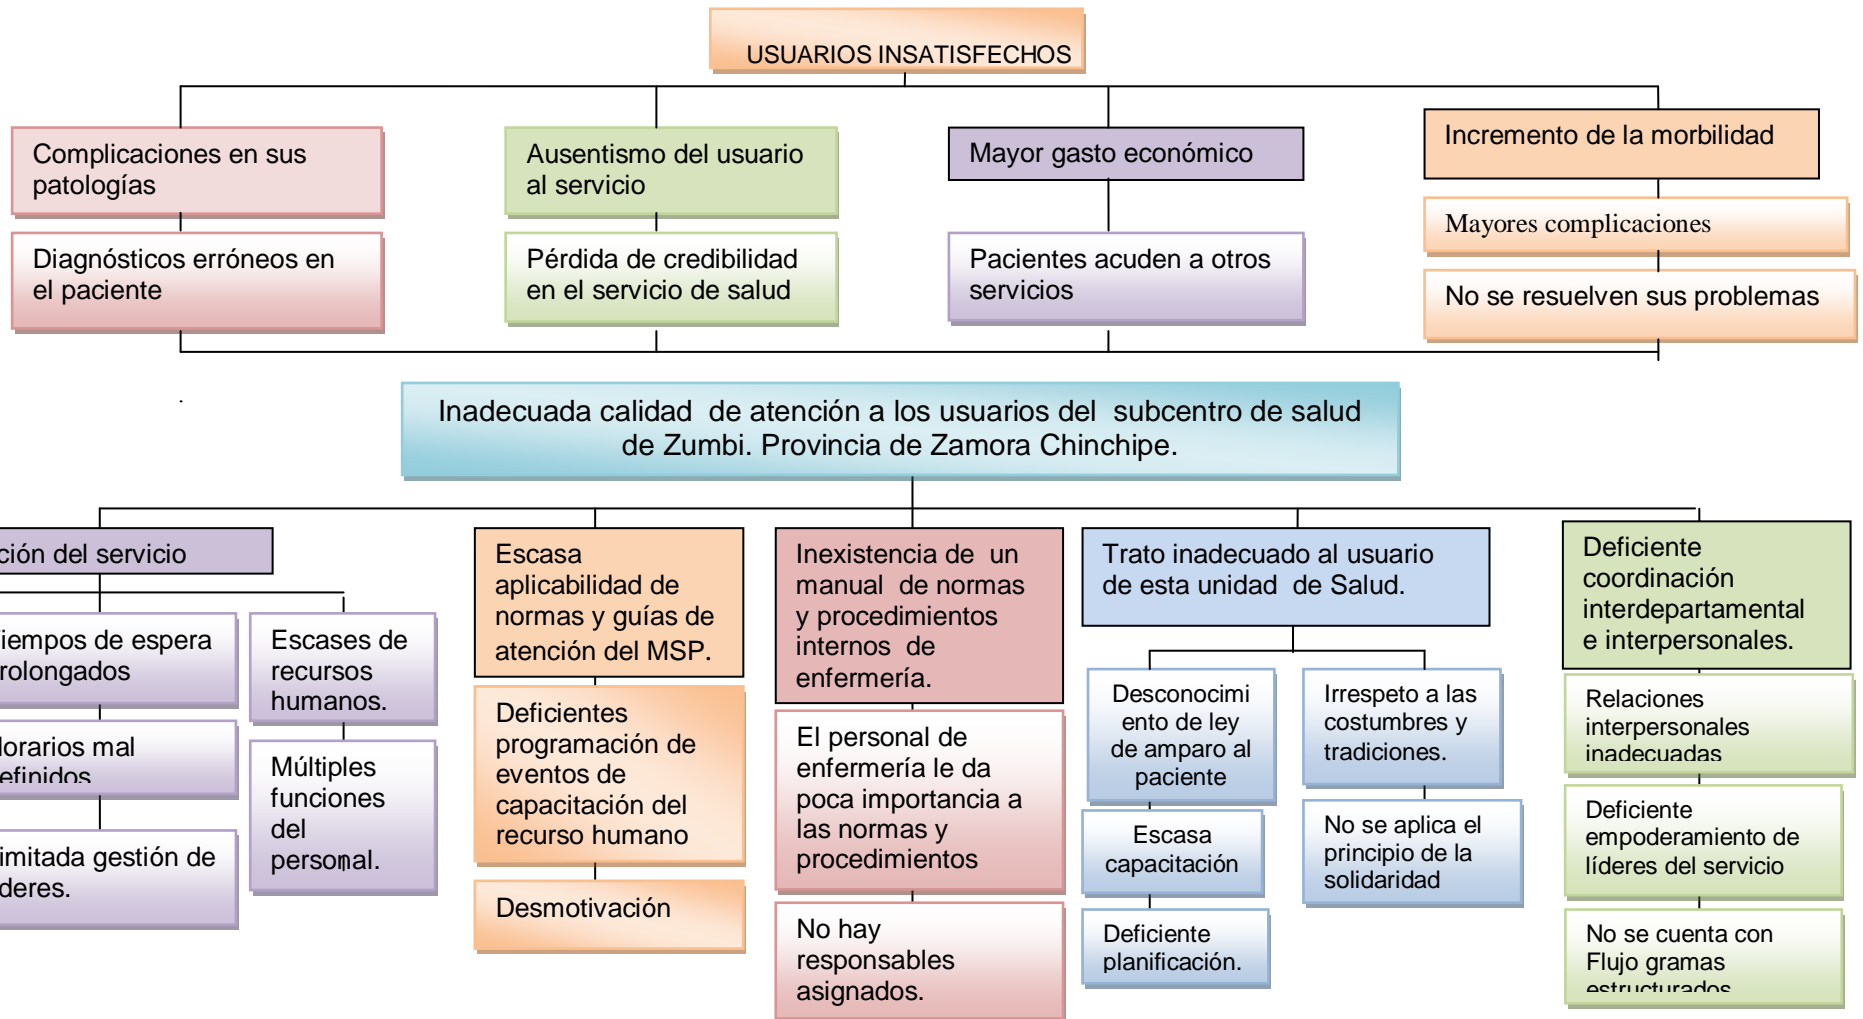 USUARIOS INSATISFECHOS
Complicaciones en sus
patologías
Ausentismo del usuario
al servicio
Mayor gasto económico
Incremento de la morbilidad
Diagnósticos erróneos en
el paciente
Pérdida de credibilidad
en el servicio de salud
Pacientes acuden a otros
servicios
Mayores complicaciones
No se resuelven sus problemas
Inadecuada calidad de atención a los usuarios del subcentro de salud
de Zumbi. Provincia de Zamora Chinchipe.
ción del servicio
iempos de espera
rolongados
orarios mal
efinidos
imitada gestión de
deres.
Escases de
recursos
humanos.
Múltiples
funciones
del
persomal.
Escasa
aplicabilidad de
normas y guías de
atención del MSP.
Deficientes
programación de
eventos de
capacitación del
recurso humano
Desmotivación
Inexistencia de un
manual de normas
y procedimientos
internos de
enfermería.
El personal de
enfermería le da
poca importancia a
las normas y
procedimientos
No hay
responsables
asignados.
Trato inadecuado al usuario
de esta unidad de Salud.
Desconocimi
ento de ley
de amparo al
paciente
Escasa
capacitación
Deficiente
planificación.
Irrespeto a las
costumbres y
tradiciones.
No se aplica el
principio de la
solidaridad
Deficiente
coordinación
interdepartamental
e interpersonales.
Relaciones
interpersonales
inadecuadas
Deficiente
empoderamiento de
líderes del servicio
No se cuenta con
Flujo gramas
estructurados